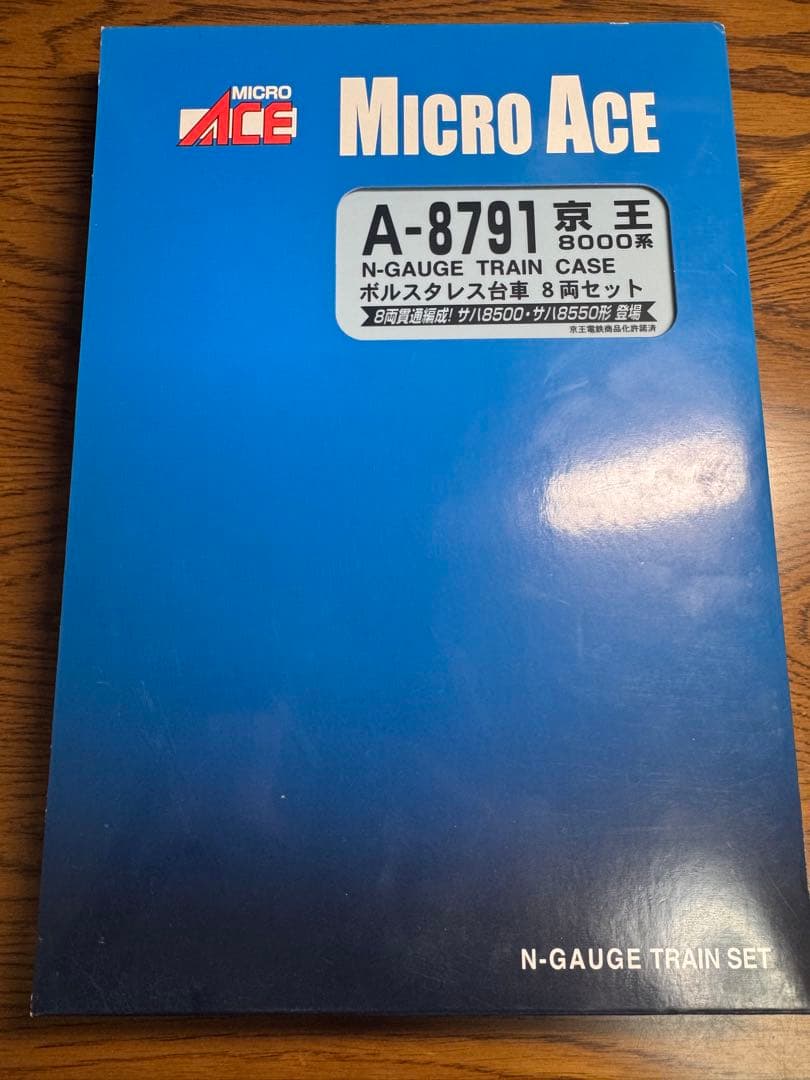 MICRO
ACE
MICRO ACE
A-8791 京王
8000系
N-GAUGE TRAIN CASE
ボルスタレス台車 8両セット
8両貫通編成! サハ8500・サハ8550形 登場
京王電鉄商品化許諾済
N-GAUGE TRAIN SET